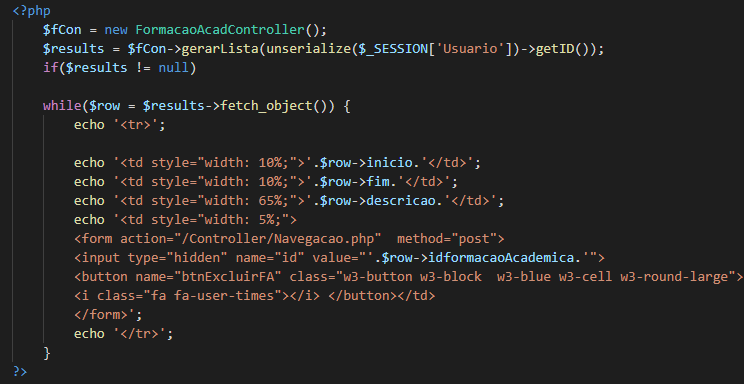 <?php
$fCon = new FormacaoAcadController();
$results = $fCon->gerarLista(unserialize($_SESSION['Usuario'])->getID());
if($results != null)
while($row = $results->fetch_object()) {
echo '<tr>';
echo '<td style="width: 10%;">'.$row->inicio.'</td>';
echo '<td style="width: 10%;">'.$row->fim.'</td>';
echo '<td style="width: 65%;">'.$row->descricao.'</td>';
echo '<td style="width: 5%;">
<form action="/Controller/Navegacao.php"  method="post">
<input type="hidden" name="id" value="'.$row->idformacaoAcademica.'">
<button name="btnExcluirFA" class="w3-button w3-block  w3-blue w3-cell w3-round-large">
<i class="fa fa-user-times"></i> </button></td>
</form>';
echo '</tr>';
}
?>